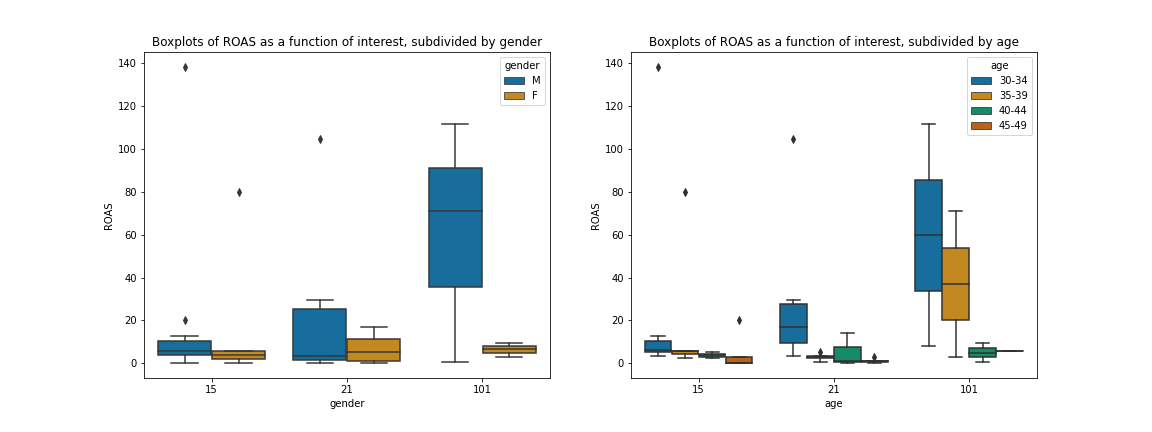 Boxplots of ROAS as a function of interest, subdivided by gender
140
120
100
80
60
40
20
0
ROAS
15
21
101
gender
gender
M
F
Boxplots of ROAS as a function of interest, subdivided by age
140
120
100
80
60
40
20
0
ROAS
15
21
101
age
age
30-34
35-39
40-44
45-49